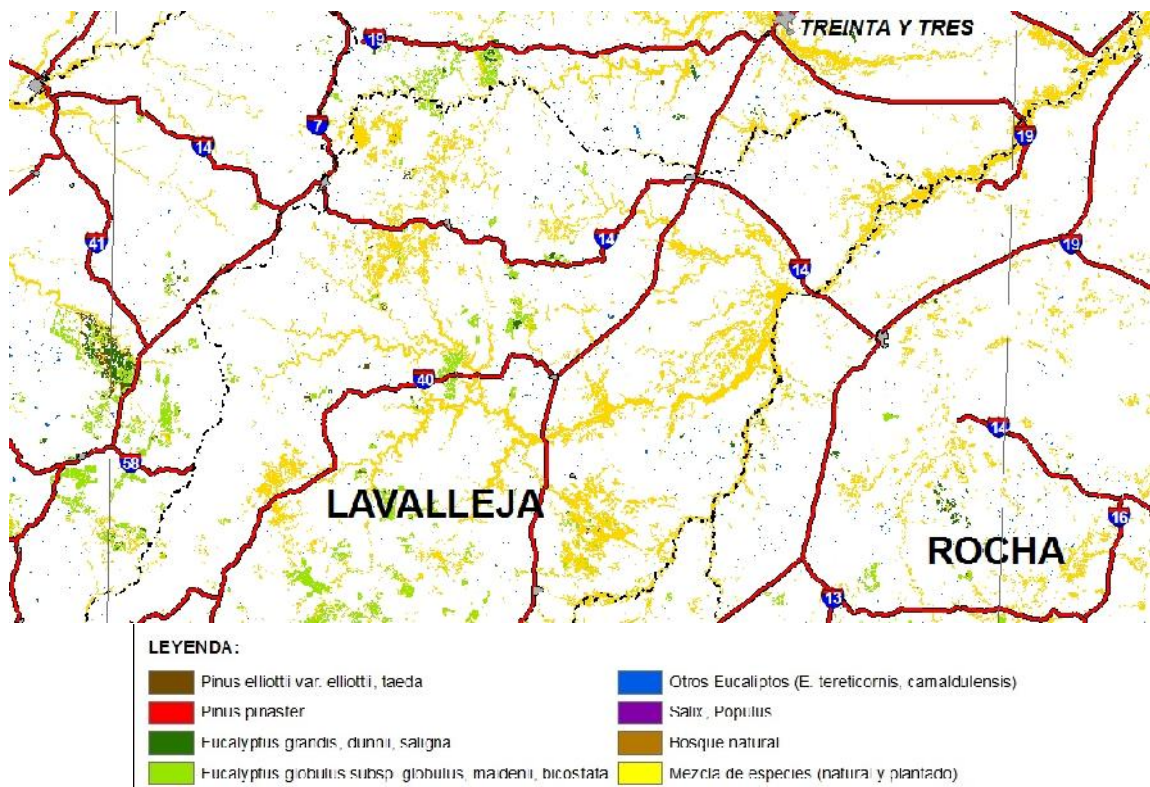 TREINTA Y TRES
19
7
14
19
41
14
14
19
40
14
58
LAVALLEJA
16
ROCHA
13
LEYENDA:
Pinus elliotti var. elliottii, taeda
Pinus pinaster
Eucalyptus grandis, dunnii, saligna
Eucalyptus globulus subsp. globulus, maidenii, bicostata
Otros Eucaliptos (E. tereticornis, camaldulensis)
Salix, Populus
Bosque natural
Mezcla de especies (natural y plantado)